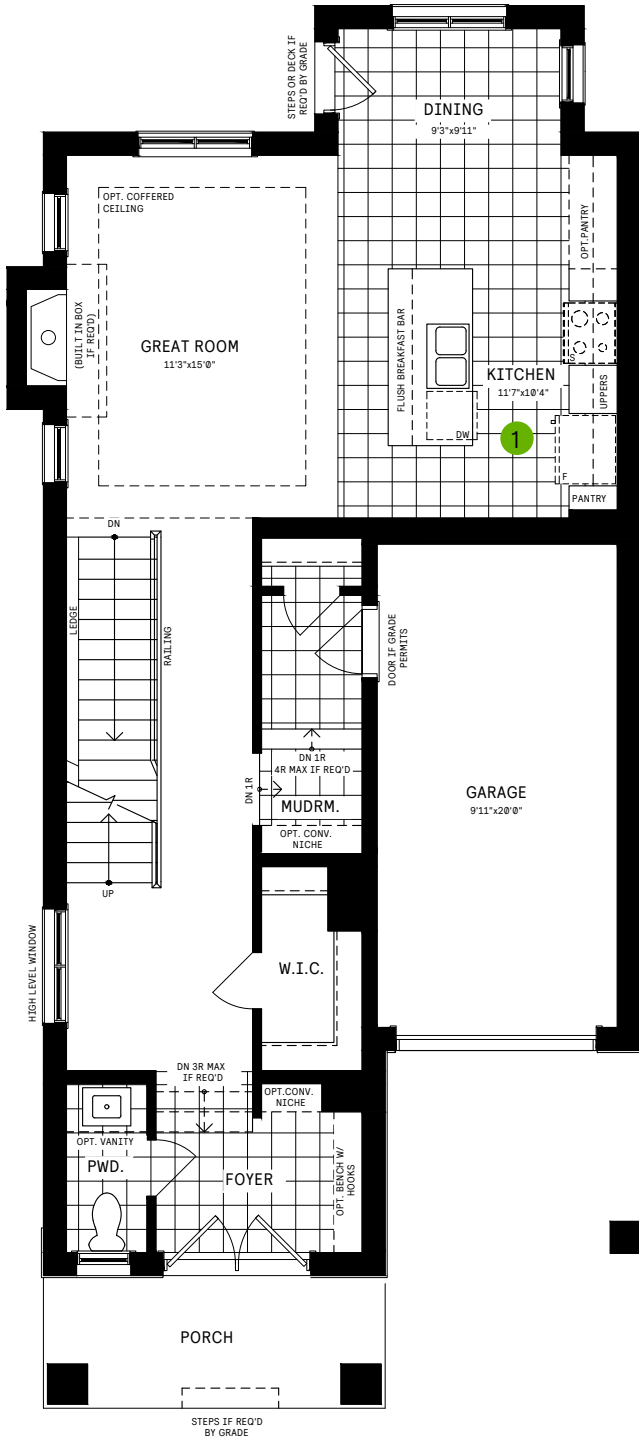 STEPS OR DECK IF
REQ'D BY GRADE
DINING
9'3"x9'11"
OPT. COFFERED
CEILING
OPT.PANTRY
(BUILT IN BOX
IF REQ'D)
GREAT ROOM
11'3"x15'0"
FLUSH BREAKFAST BAR
S
KITCHEN
11'7"x10'4"
UPPERS
DW
1
F
PANTRY
DN
LEDGE
RAILING
DOOR IF GRADE
PERMITS
DN 1R
4R MAX IF REQ'D
DN 1R
MUDRM.
OPT. CONV.
NICHE
GARAGE
9'11"x20'0"
UP
HIGH LEVEL WINDOW
W.I.C.
DN 3R MAX
IF REQ'D
OPT.CONV.
NICHE
OPT. VANITY
PWD.
FOYER
OPT. BENCH W/
HOOKS
PORCH
STEPS IF REQ'D
BY GRADE